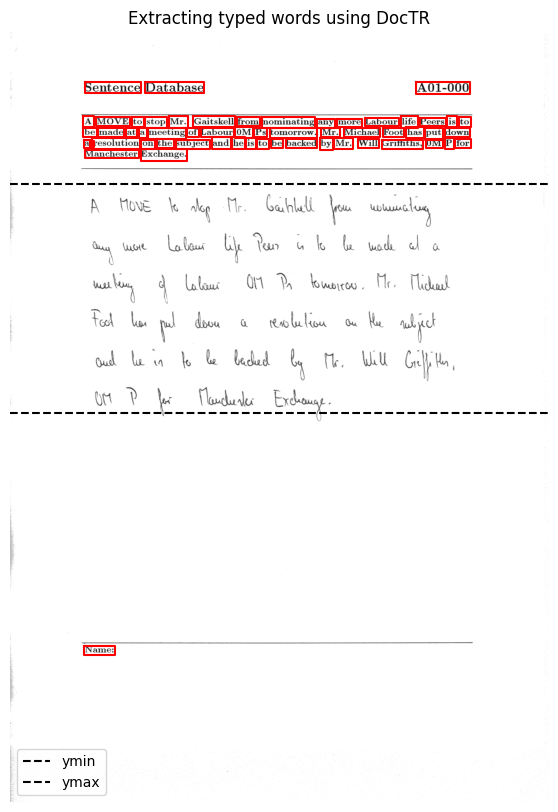 Extracting typed words using DocTR
Sentence Database A01-000
A MOVE to stop Mr. Gaitskell from nominating any more Labour life Peers is to
be made at a meeting of Labour 0M Ps tomorrow. Mr. Michael Foot has put down
a resolution on the subject and he is to be backed by Mr. Will Griffiths, 0M P for
Manchester Exchange.
A MOVE to stop Mr. Gaitskell from nominating
any more Labour life Peers is to be made at a
meeting of Labour OM Ps tomorrow. Mr. Michael
Foot has put down a resolution on the subject
and he is to be backed by Mr. Will Griffiths,
OM P for Manchester Exchange.
Name:
ymin
ymax